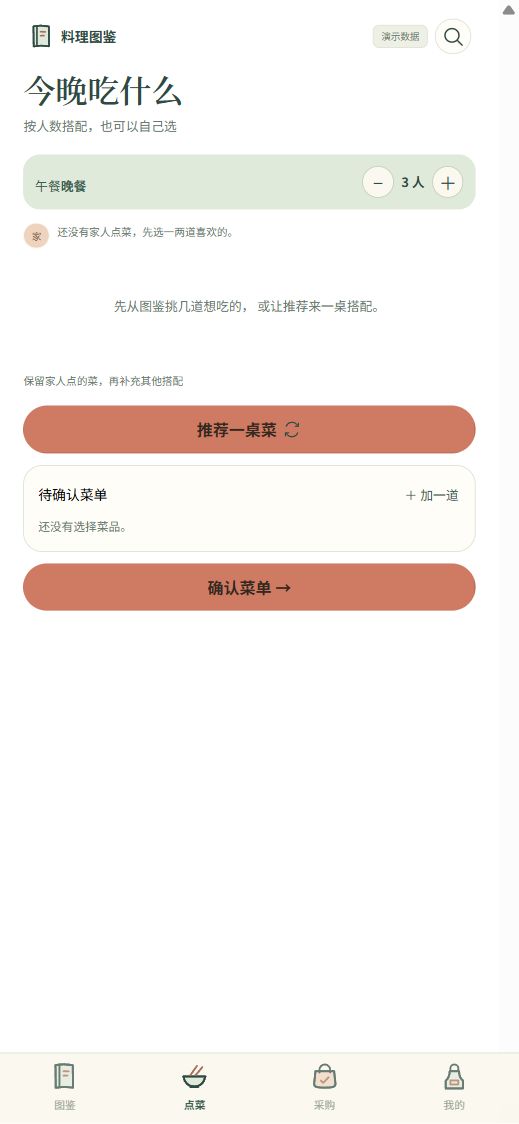 料理图鉴
演示数据
今晚吃什么
按人数搭配，也可以自己选
午餐晚餐
− 3 人 +
家 还没有家人点菜，先选一两道喜欢的。
先从图鉴挑几道想吃的， 或让推荐来一桌搭配。
保留家人点的菜，再补充其他搭配
推荐一桌菜
待确认菜单
+ 加一道
还没有选择菜品。
确认菜单 →
图鉴
点菜
采购
我的